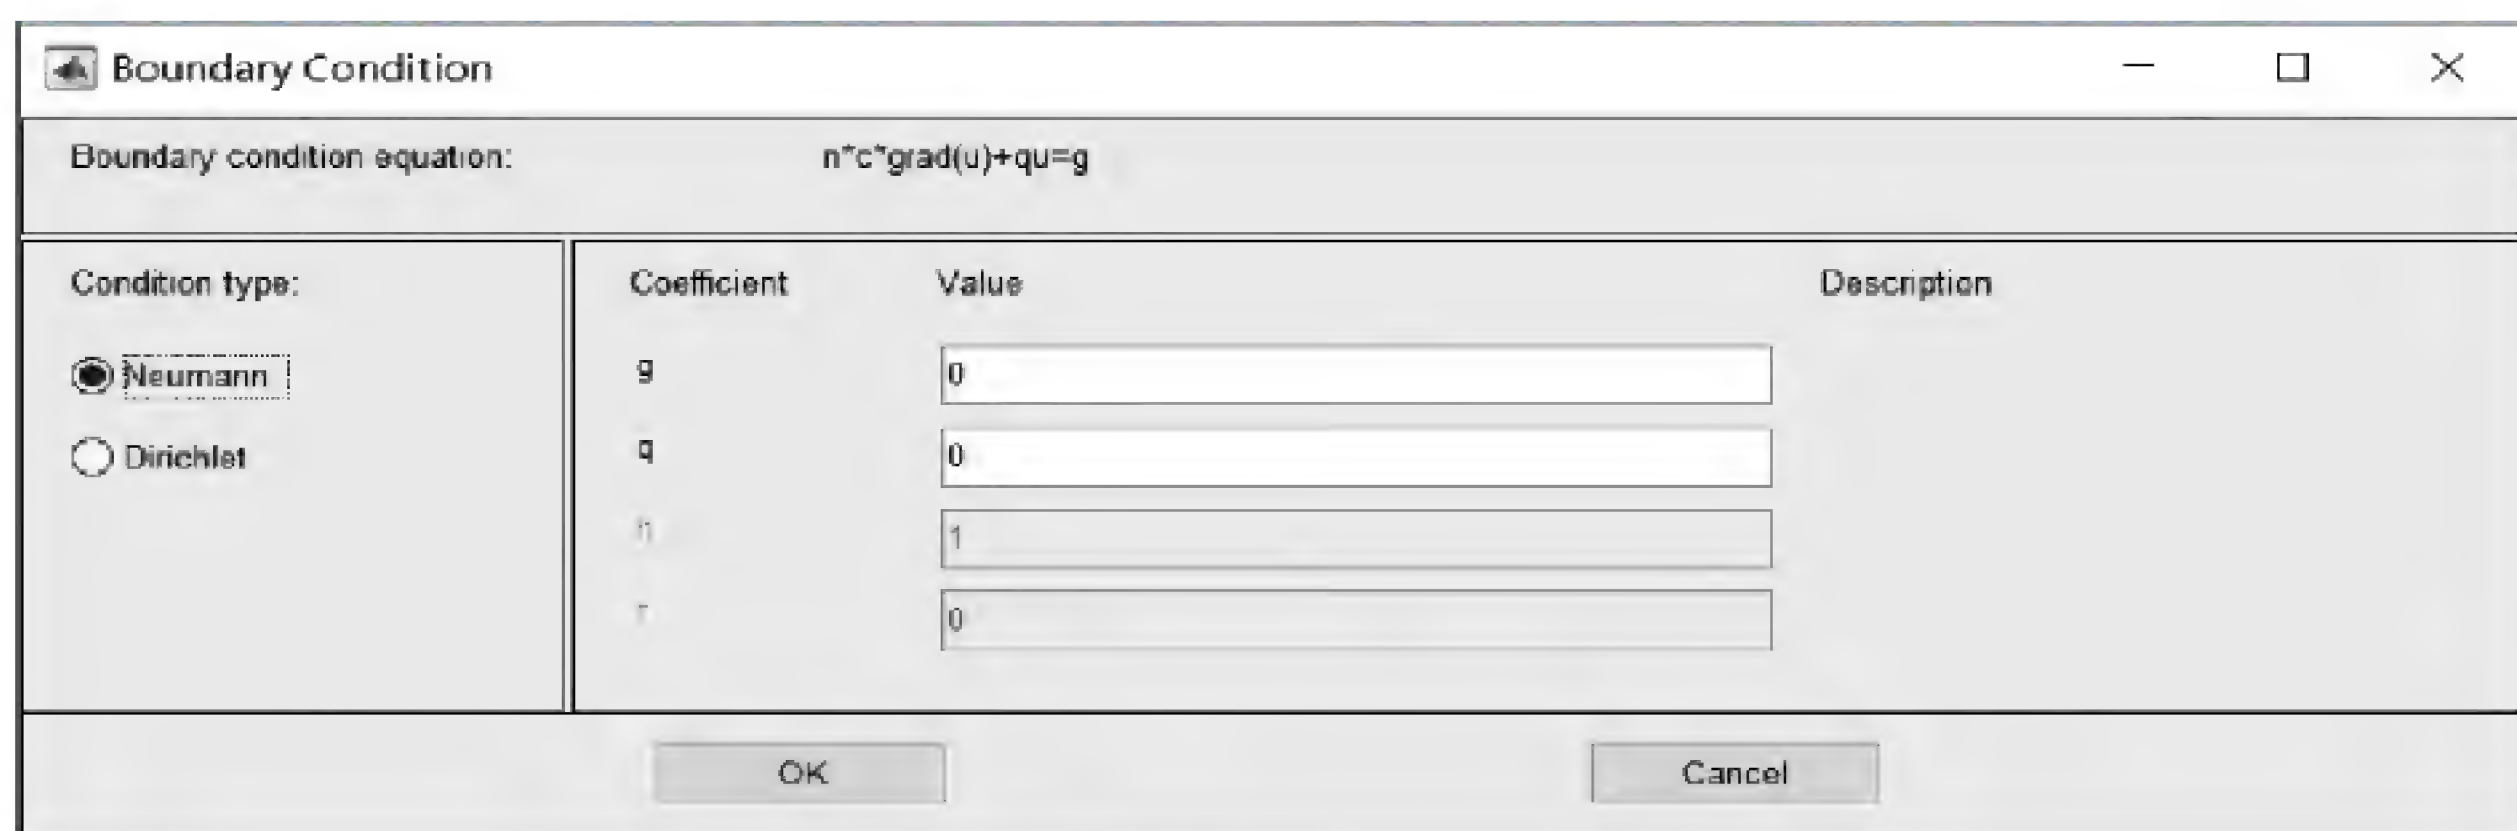 Boundary Condition
Boundary condition equation: n*c*grad(u)+qu=g
Condition type:
Neumann
Dirichlet
Coefficient Value Description
g 0
q 0
h 1
r 0
OK Cancel